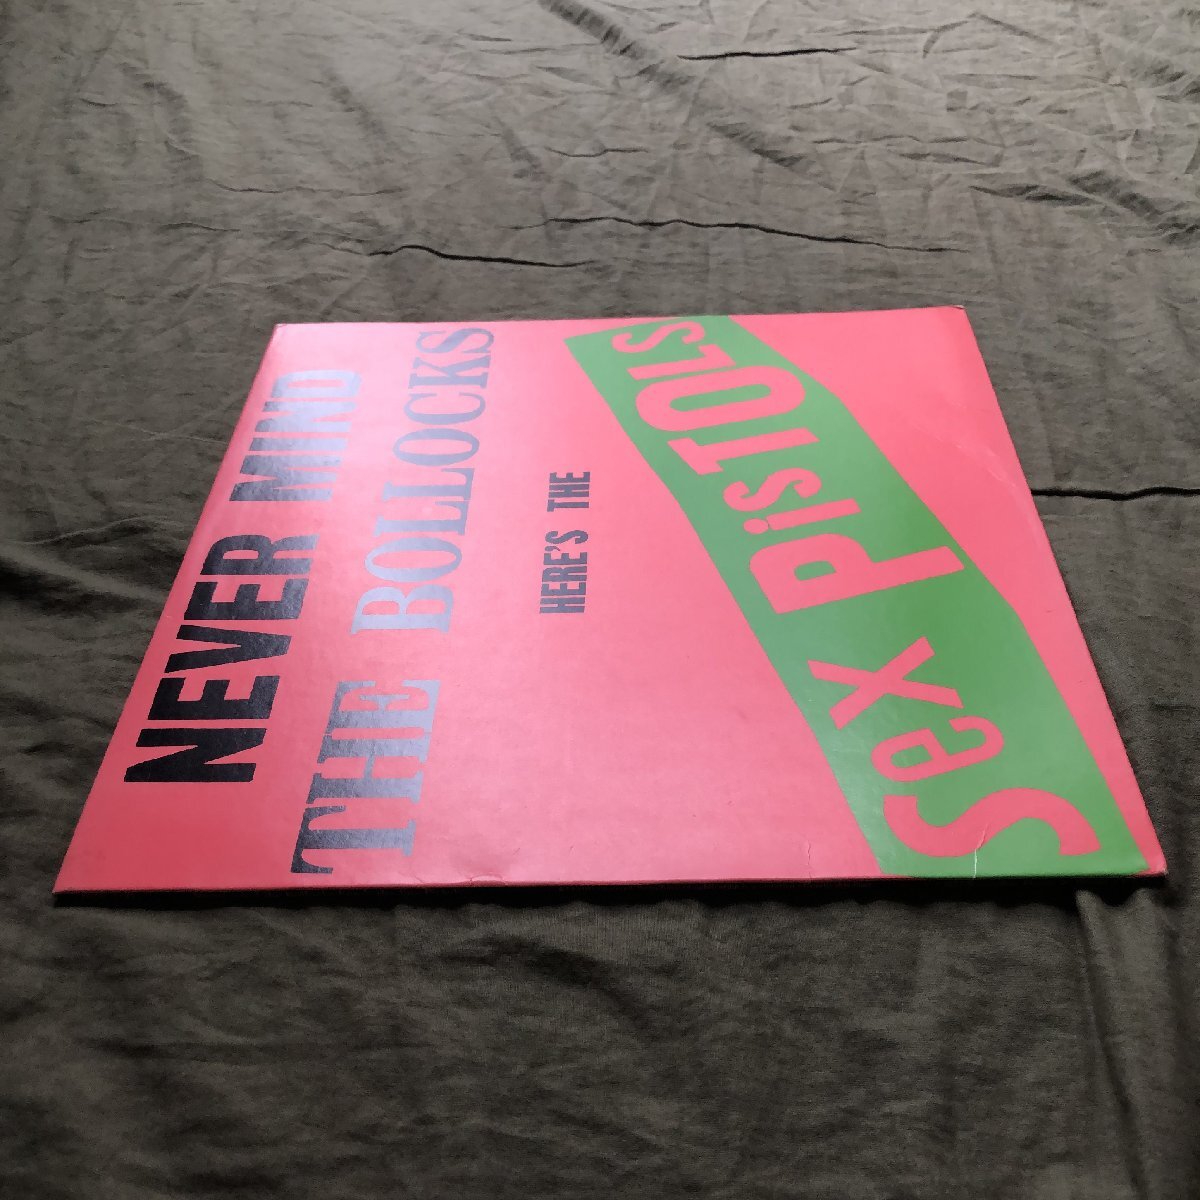 NEVER MIND
THE BOLLOCKS
HERE'S THE
Sex PisTOLs